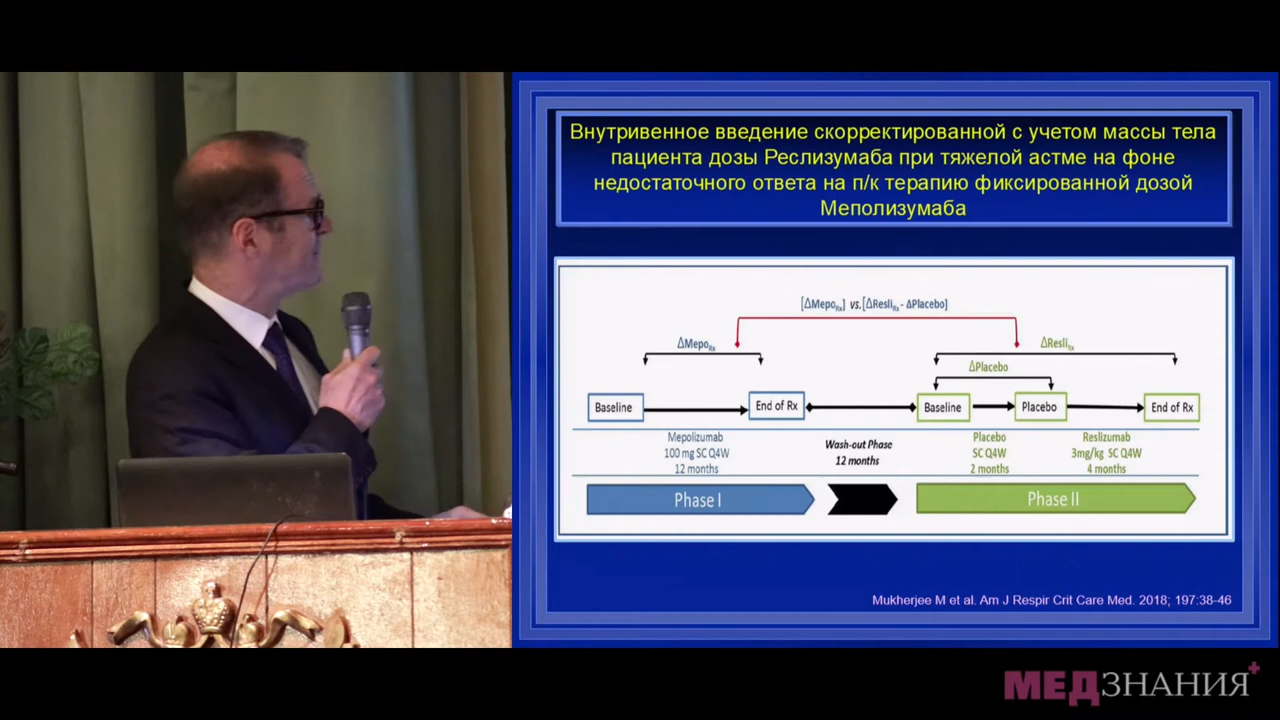 Внутривенное введение скорректированной с учетом массы тела
пациента дозы Реслизумаба при тяжелой астме на фоне
недостаточного ответа на п/к терапию фиксированной дозой
Меполизумаба
[ΔMepoRx] vs.[ΔResliRx - ΔPlacebo]
ΔMepoRx
ΔResliRx
ΔPlacebo
Baseline
End of Rx
Baseline
Placebo
End of Rx
Mepolizumab
100 mg SC Q4W
12 months
Wash-out Phase
12 months
Placebo
SC Q4W
2 months
Reslizumab
3mg/kg SC Q4W
4 months
Phase I
Phase II
Mukherjee M et al. Am J Respir Crit Care Med. 2018; 197:38-46
МЕДЗНАНИЯ+